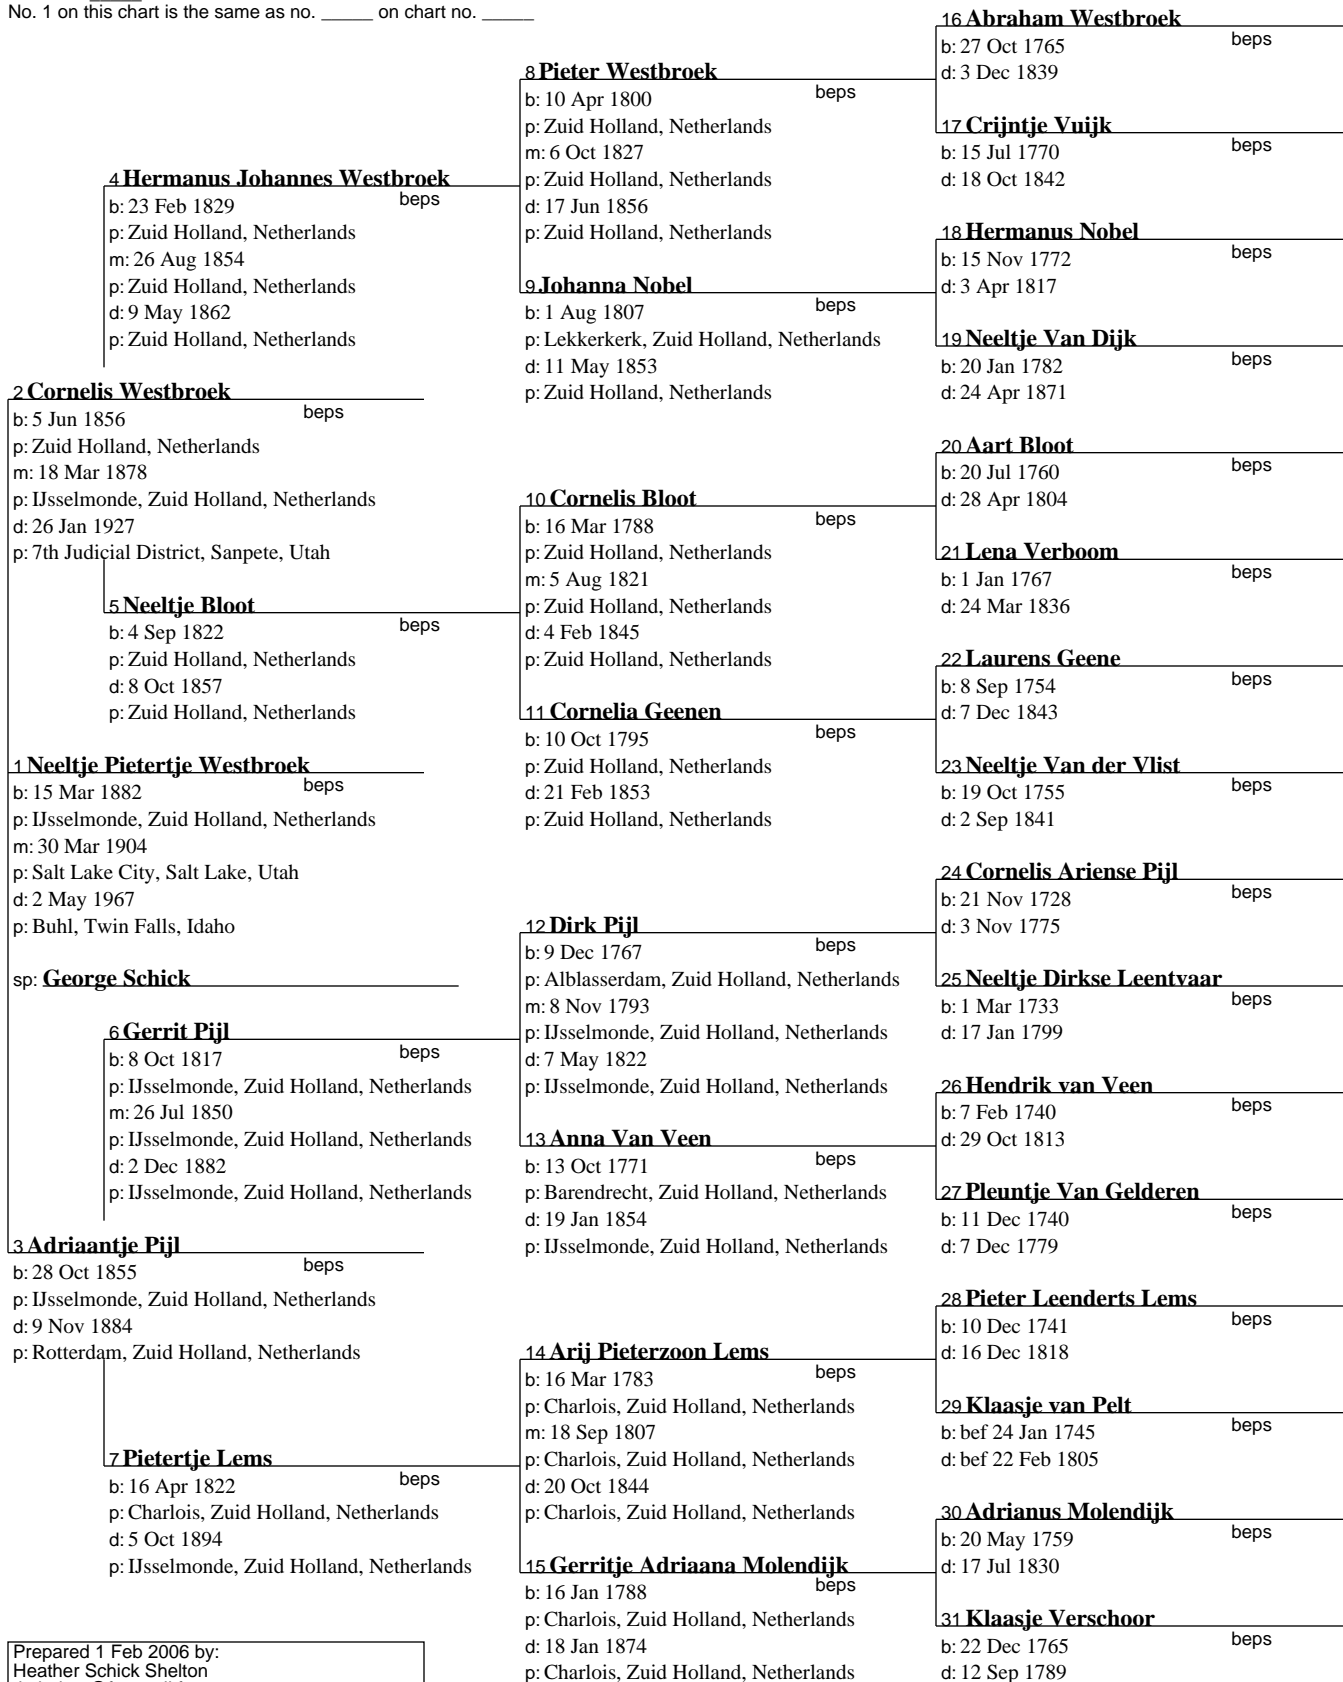 No. 1 on this chart is the same as no. _____ on chart no. _____
16 Abraham Westbroek
beps
b: 27 Oct 1765
d: 3 Dec 1839
8 Pieter Westbroek
beps
b: 10 Apr 1800
p: Zuid Holland, Netherlands
m: 6 Oct 1827
p: Zuid Holland, Netherlands
d: 17 Jun 1856
p: Zuid Holland, Netherlands
17 Crijntje Vuijk
beps
b: 15 Jul 1770
d: 18 Oct 1842
4 Hermanus Johannes Westbroek
beps
b: 23 Feb 1829
p: Zuid Holland, Netherlands
m: 26 Aug 1854
p: Zuid Holland, Netherlands
d: 9 May 1862
p: Zuid Holland, Netherlands
18 Hermanus Nobel
beps
b: 15 Nov 1772
d: 3 Apr 1817
9 Johanna Nobel
beps
b: 1 Aug 1807
p: Lekkerkerk, Zuid Holland, Netherlands
d: 11 May 1853
p: Zuid Holland, Netherlands
19 Neeltje Van Dijk
beps
b: 20 Jan 1782
d: 24 Apr 1871
2 Cornelis Westbroek
beps
b: 5 Jun 1856
p: Zuid Holland, Netherlands
m: 18 Mar 1878
p: IJsselmonde, Zuid Holland, Netherlands
d: 26 Jan 1927
p: 7th Judicial District, Sanpete, Utah
20 Aart Bloot
beps
b: 20 Jul 1760
d: 28 Apr 1804
10 Cornelis Bloot
beps
b: 16 Mar 1788
p: Zuid Holland, Netherlands
m: 5 Aug 1821
p: Zuid Holland, Netherlands
d: 4 Feb 1845
p: Zuid Holland, Netherlands
21 Lena Verboom
beps
b: 1 Jan 1767
d: 24 Mar 1836
5 Neeltje Bloot
beps
b: 4 Sep 1822
p: Zuid Holland, Netherlands
d: 8 Oct 1857
p: Zuid Holland, Netherlands
22 Laurens Geene
beps
b: 8 Sep 1754
d: 7 Dec 1843
11 Cornelia Geenen
beps
b: 10 Oct 1795
p: Zuid Holland, Netherlands
d: 21 Feb 1853
p: Zuid Holland, Netherlands
23 Neeltje Van der Vlist
beps
b: 19 Oct 1755
d: 2 Sep 1841
1 Neeltje Pietertje Westbroek
beps
b: 15 Mar 1882
p: IJsselmonde, Zuid Holland, Netherlands
m: 30 Mar 1904
p: Salt Lake City, Salt Lake, Utah
d: 2 May 1967
p: Buhl, Twin Falls, Idaho
sp: George Schick
24 Cornelis Ariense Pijl
beps
b: 21 Nov 1728
d: 3 Nov 1775
12 Dirk Pijl
beps
b: 9 Dec 1767
p: Alblasserdam, Zuid Holland, Netherlands
m: 8 Nov 1793
p: IJsselmonde, Zuid Holland, Netherlands
d: 7 May 1822
p: IJsselmonde, Zuid Holland, Netherlands
25 Neeltje Dirkse Leentvaar
beps
b: 1 Mar 1733
d: 17 Jan 1799
6 Gerrit Pijl
beps
b: 8 Oct 1817
p: IJsselmonde, Zuid Holland, Netherlands
m: 26 Jul 1850
p: IJsselmonde, Zuid Holland, Netherlands
d: 2 Dec 1882
p: IJsselmonde, Zuid Holland, Netherlands
26 Hendrik van Veen
beps
b: 7 Feb 1740
d: 29 Oct 1813
13 Anna Van Veen
beps
b: 13 Oct 1771
p: Barendrecht, Zuid Holland, Netherlands
d: 19 Jan 1854
p: IJsselmonde, Zuid Holland, Netherlands
27 Pleuntje Van Gelderen
beps
b: 11 Dec 1740
d: 7 Dec 1779
3 Adriaantje Pijl
beps
b: 28 Oct 1855
p: IJsselmonde, Zuid Holland, Netherlands
d: 9 Nov 1884
p: Rotterdam, Zuid Holland, Netherlands
28 Pieter Leenderts Lems
beps
b: 10 Dec 1741
d: 16 Dec 1818
14 Arij Pieterzoon Lems
beps
b: 16 Mar 1783
p: Charlois, Zuid Holland, Netherlands
m: 18 Sep 1807
p: Charlois, Zuid Holland, Netherlands
d: 20 Oct 1844
p: Charlois, Zuid Holland, Netherlands
29 Klaasje van Pelt
beps
b: bef 24 Jan 1745
d: bef 22 Feb 1805
7 Pietertje Lems
beps
b: 16 Apr 1822
p: Charlois, Zuid Holland, Netherlands
d: 5 Oct 1894
p: IJsselmonde, Zuid Holland, Netherlands
30 Adrianus Molendijk
beps
b: 20 May 1759
d: 17 Jul 1830
15 Gerritje Adriaana Molendijk
beps
b: 16 Jan 1788
p: Charlois, Zuid Holland, Netherlands
d: 18 Jan 1874
p: Charlois, Zuid Holland, Netherlands
31 Klaasje Verschoor
beps
b: 22 Dec 1765
d: 12 Sep 1789
Prepared 1 Feb 2006 by:
Heather Schick Shelton